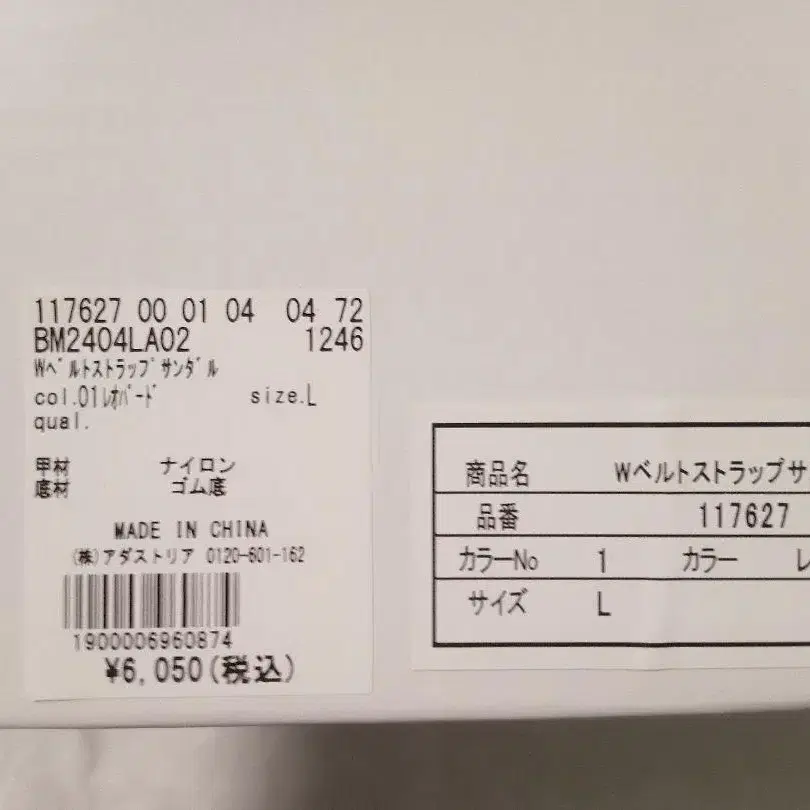 117627 00 01 04 04 72
BM2404LA02 1246
Wベルトストラップサンダル
col.01レオパード size.L
qual.
甲材 ナイロン
底材 ゴム底
MADE IN CHINA
(株)アダストリア 0120-601-162
1900006960874
¥6,050(税込)
商品名 Wベルトストラップサ
品番 117627
カラーNo 1 カラー レ
サイズ L